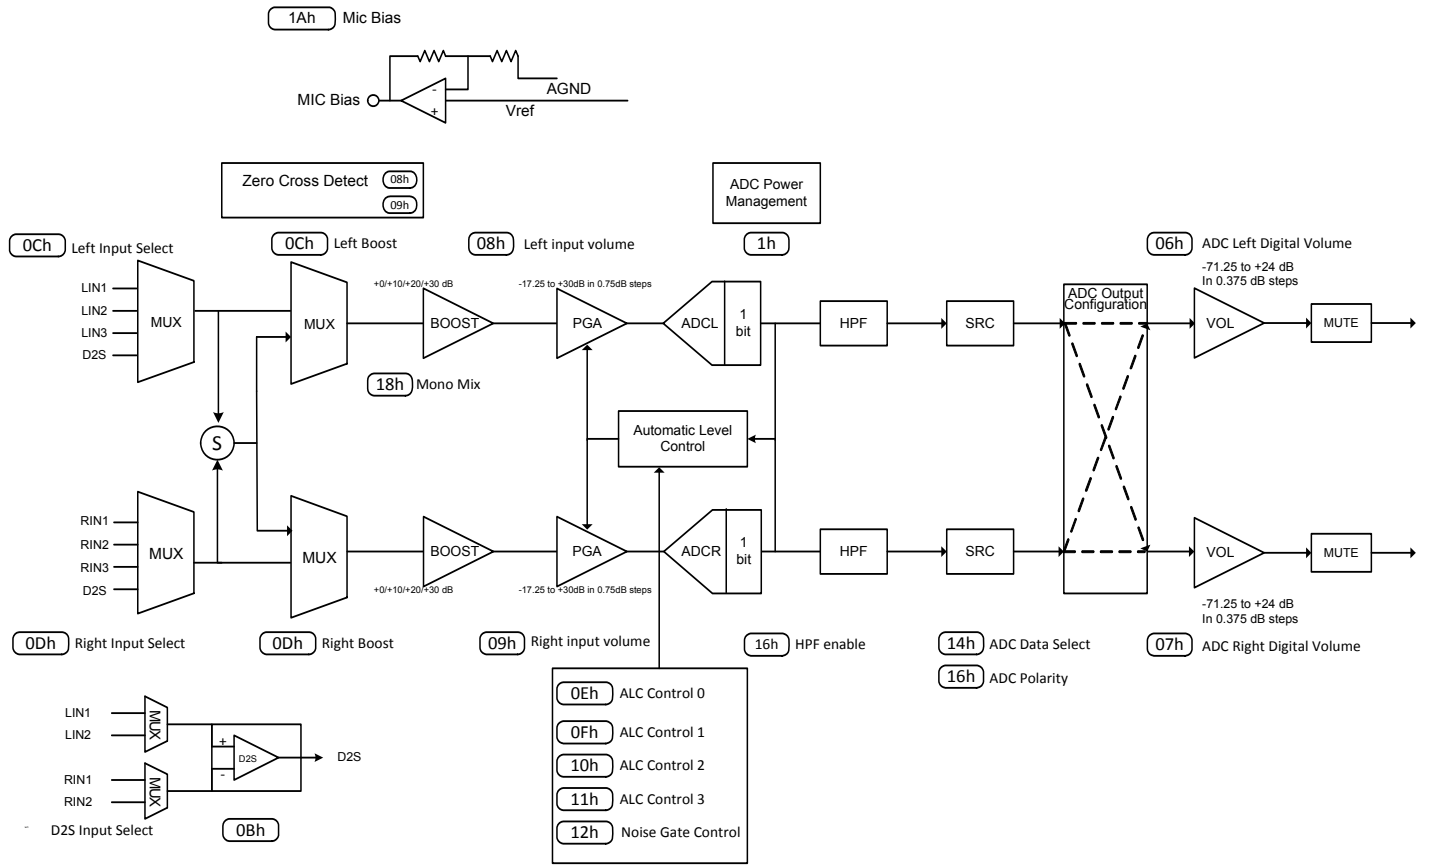 1Ah Mic Bias
MIC Bias
-
+
AGND
Vref
Zero Cross Detect 08h
09h
ADC Power
Management
0Ch Left Input Select
0Ch Left Boost
08h Left input volume
1h
06h ADC Left Digital Volume
LIN1
LIN2
LIN3
D2S
MUX
MUX
+0/+10/+20/+30 dB
BOOST
-17.25 to +30dB in 0.75dB steps
PGA
ADCL
1
bit
HPF
SRC
ADC Output
Configuration
-71.25 to +24 dB
In 0.375 dB steps
VOL
MUTE
18h Mono Mix
S
Automatic Level
Control
RIN1
RIN2
RIN3
D2S
MUX
MUX
BOOST
+0/+10/+20/+30 dB
PGA
-17.25 to +30dB in 0.75dB steps
ADCR
1
bit
HPF
SRC
VOL
MUTE
-71.25 to +24 dB
In 0.375 dB steps
0Dh Right Input Select
0Dh Right Boost
09h Right input volume
16h HPF enable
14h ADC Data Select
16h ADC Polarity
07h ADC Right Digital Volume
0Eh ALC Control 0
0Fh ALC Control 1
10h ALC Control 2
11h ALC Control 3
12h Noise Gate Control
LIN1
LIN2
MUX
RIN1
RIN2
MUX
+
-
D2S
D2S
- D2S Input Select 0Bh